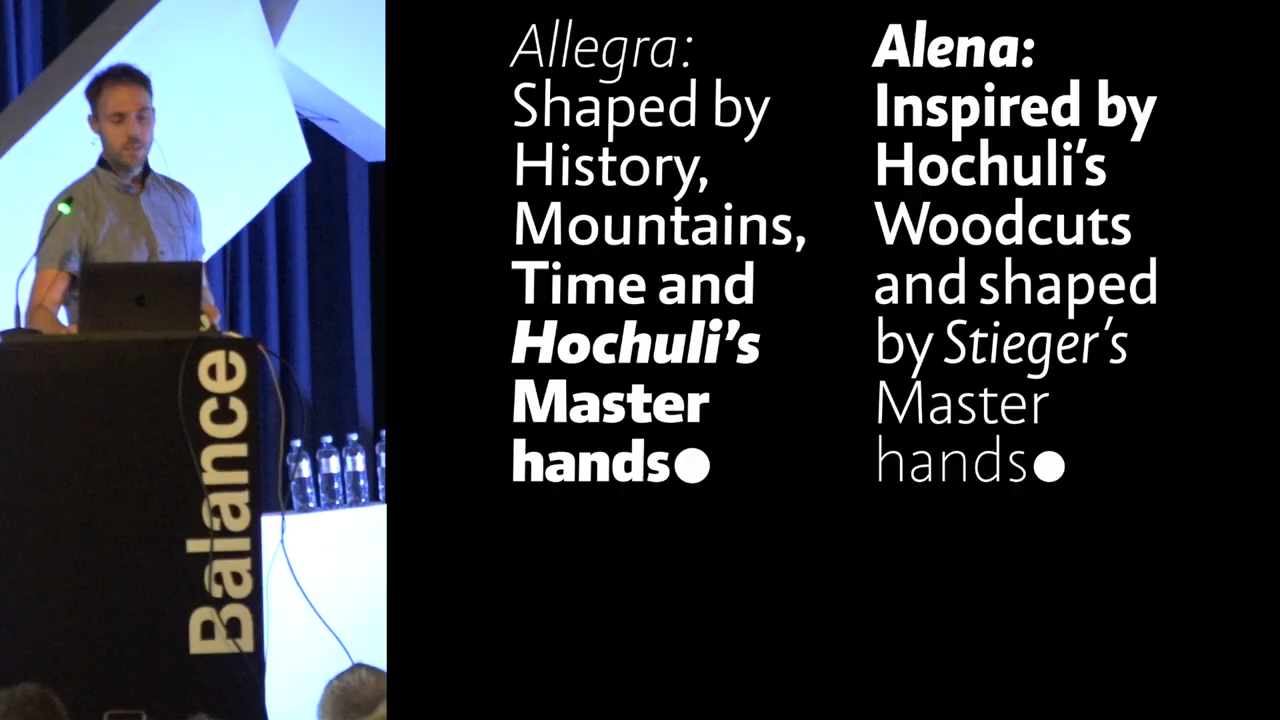 Allegra:
Shaped by
History,
Mountains,
Time and
Hochuli’s
Master
hands●
Alena:
Inspired by
Hochuli’s
Woodcuts
and shaped
by Stieger’s
Master
hands●
Balance